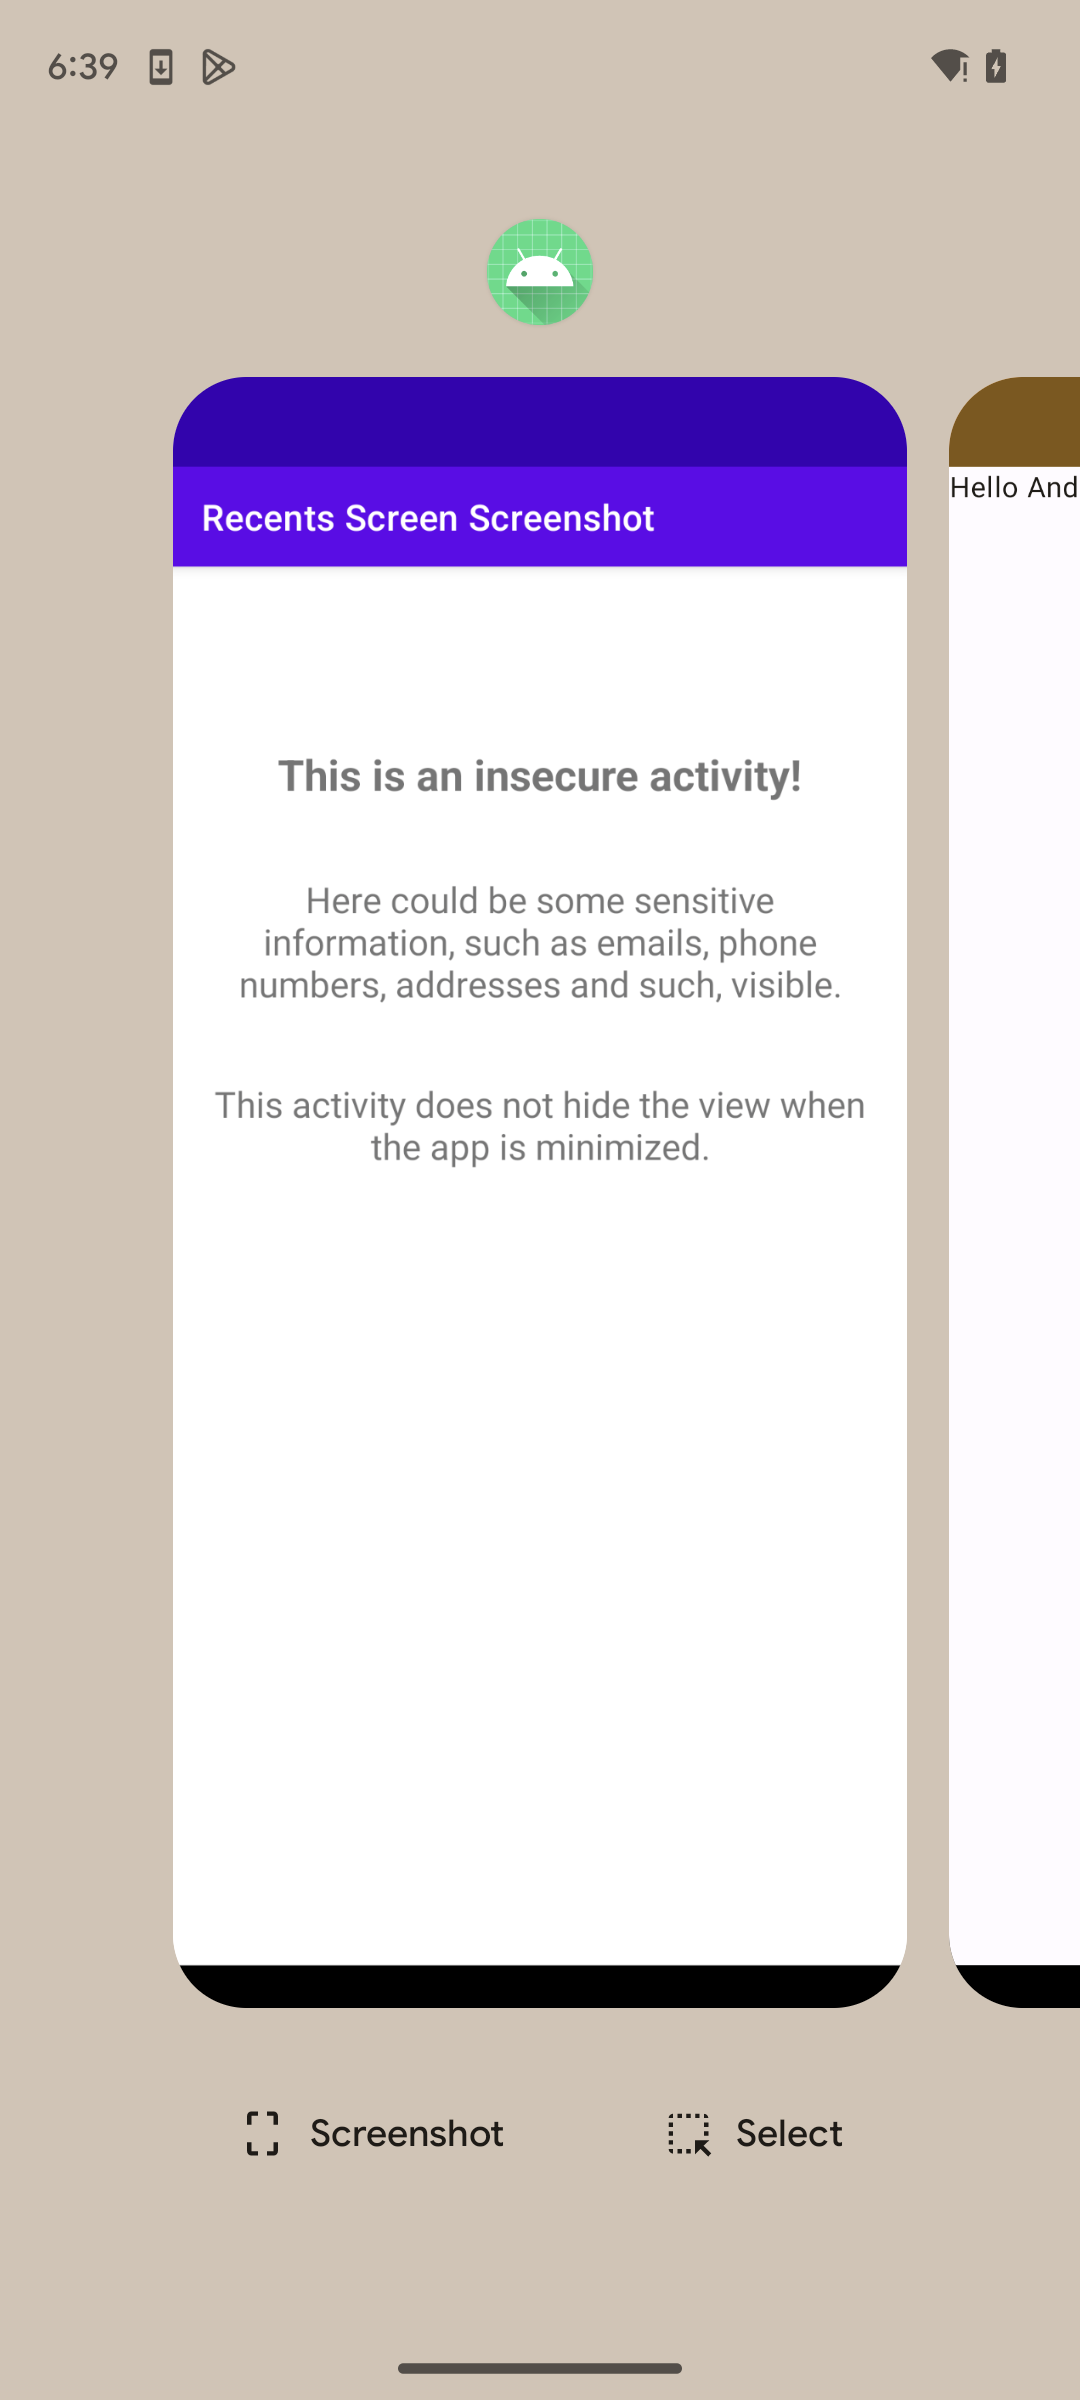 6:39
Recents Screen Screenshot
Hello And
This is an insecure activity!
Here could be some sensitive
information, such as emails, phone
numbers, addresses and such, visible.
This activity does not hide the view when
the app is minimized.
Screenshot
Select